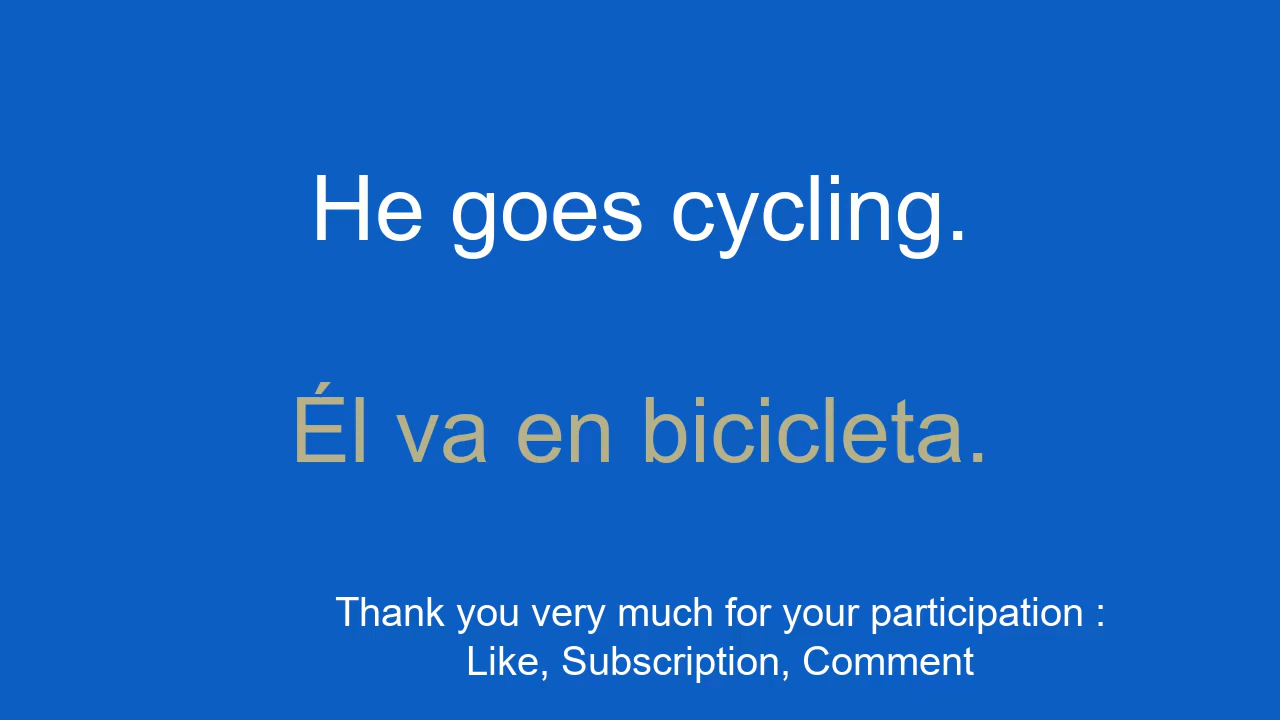 He goes cycling.
Él va en bicicleta.
Thank you very much for your participation :
Like, Subscription, Comment